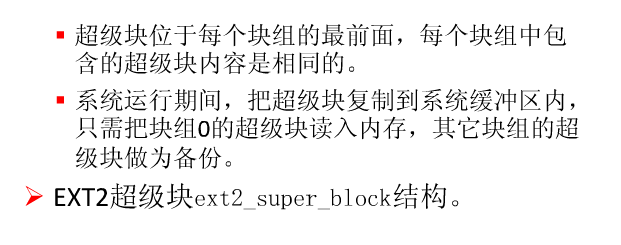 ▪ 超级块位于每个块组的最前面，每个块组中包
含的超级块内容是相同的。
▪ 系统运行期间，把超级块复制到系统缓冲区内，
只需把块组0的超级块读入内存，其它块组的超
级块做为备份。
➢ EXT2超级块ext2_super_block结构。